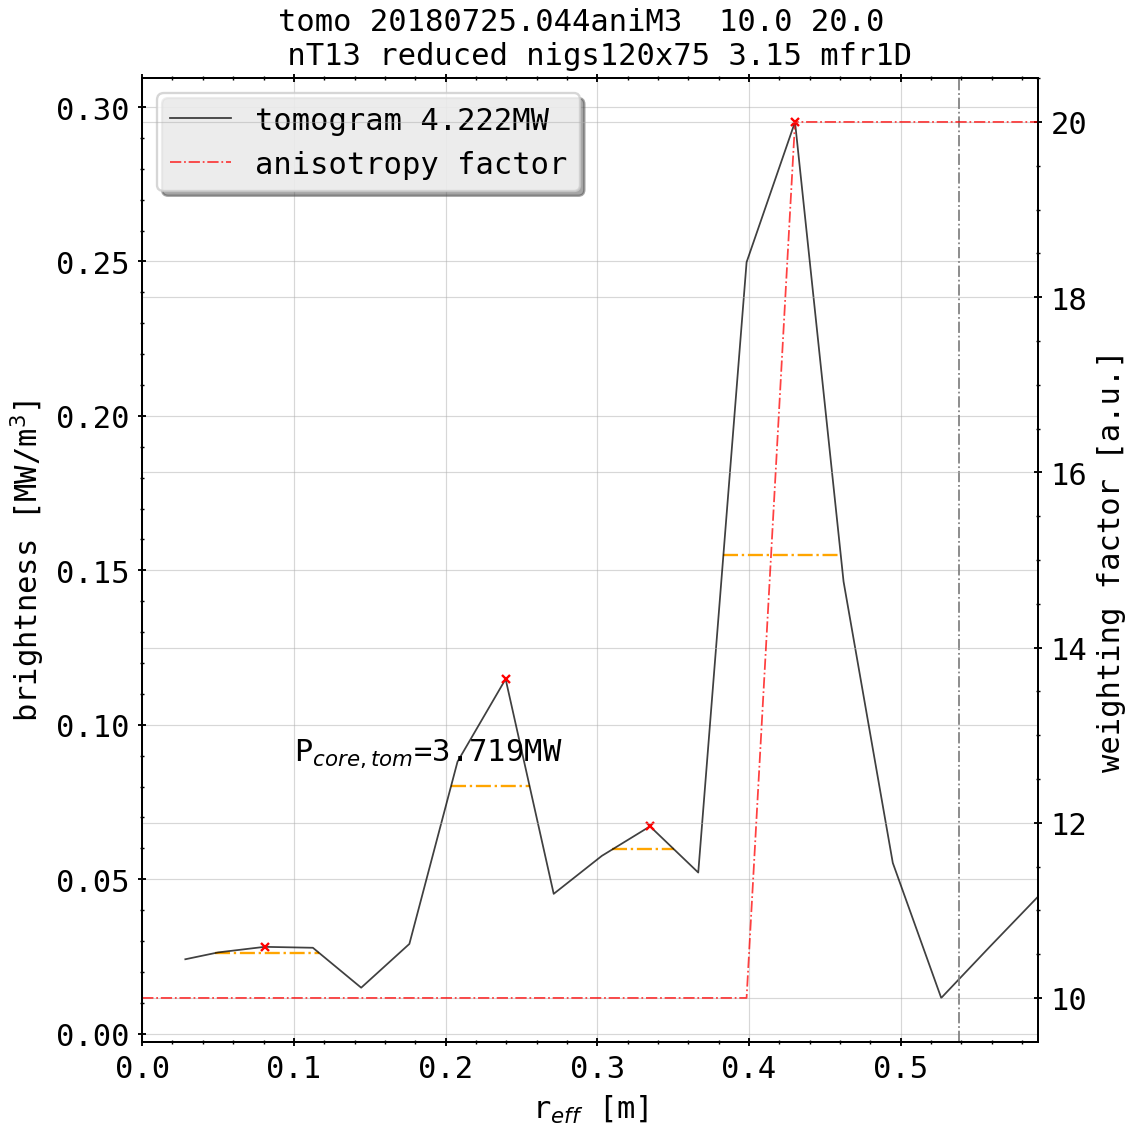 tomo 20180725.044aniM3  10.0 20.0
nT13 reduced nigs120x75 3.15 mfr1D
tomogram 4.222MW
anisotropy factor
P_{core,tom}=3.719MW
brightness [MW/m³]
0.30
0.25
0.20
0.15
0.10
0.05
0.00
weighting factor [a.u.]
20
18
16
14
12
10
0.0 0.1 0.2 0.3 0.4 0.5
r_{eff} [m]